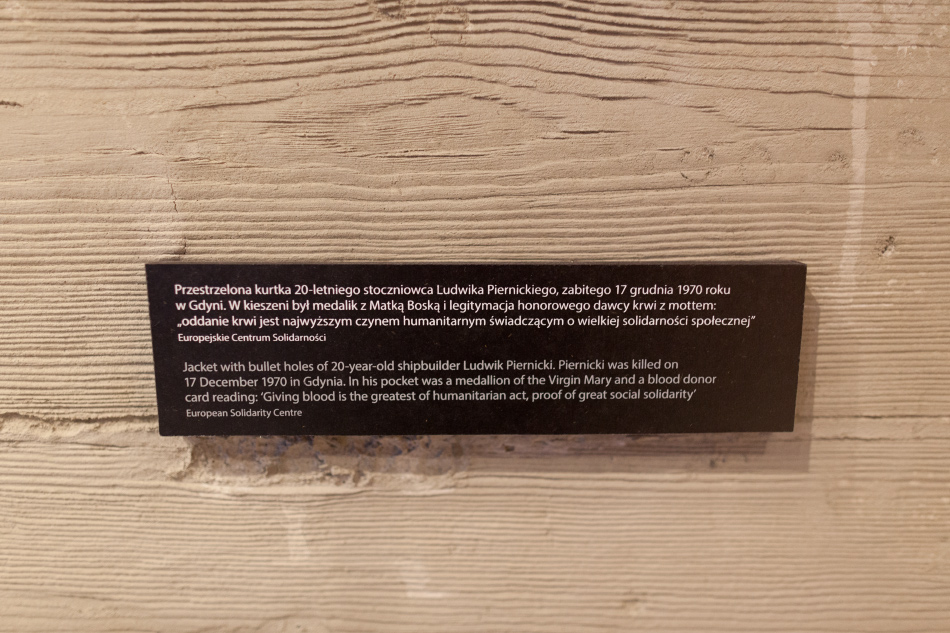 Przestrzelona kurtka 20-letniego stoczniowca Ludwika Piernickiego, zabitego 17 grudnia 1970 roku
w Gdyni. W kieszeni był medalik z Matką Boską i legitymacja honorowego dawcy krwi z mottem:
„oddanie krwi jest najwyższym czynem humanitarnym świadczącym o wielkiej solidarności społecznej”
Europejskie Centrum Solidarności
Jacket with bullet holes of 20-year-old shipbuilder Ludwik Piernicki. Piernicki was killed on
17 December 1970 in Gdynia. In his pocket was a medallion of the Virgin Mary and a blood donor
card reading: ‘Giving blood is the greatest of humanitarian act, proof of great social solidarity’
European Solidarity Centre